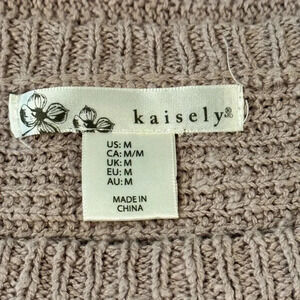 kaisely®
US: M
CA: M/M
UK: M
EU: M
AU: M
MADE IN
CHINA